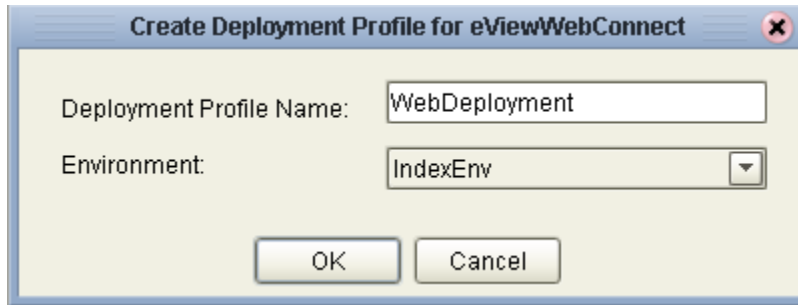 Create Deployment Profile for eViewWebConnect
Deployment Profile Name: WebDeployment
Environment: IndexEnv
OK Cancel